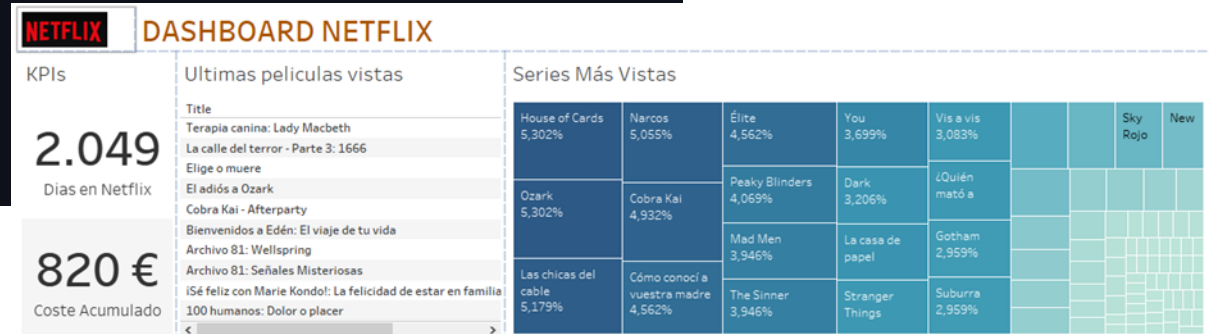 NETFLIX
DASHBOARD NETFLIX
KPIs
2.049
Dias en Netflix
820 €
Coste Acumulado
Ultimas peliculas vistas
Title
Terapia canina: Lady Macbeth
La calle del terror - Parte 3: 1666
Elige o muere
El adiós a Ozark
Cobra Kai - Afterparty
Bienvenidos a Edén: El viaje de tu vida
Archivo 81: Wellspring
Archivo 81: Señales Misteriosas
¡Sé feliz con Marie Kondo!: La felicidad de estar en familia
100 humanos: Dolor o placer
Series Más Vistas
House of Cards
5,302%
Ozark
5,302%
Las chicas del
cable
5,179%
Narcos
5,055%
Cobra Kai
4,932%
Cómo conocí a
vuestra madre
4,562%
Élite
4,562%
Peaky Blinders
4,069%
Mad Men
3,946%
The Sinner
3,946%
You
3,699%
Dark
3,206%
La casa de
papel
Stranger
Things
Vis a vis
3,083%
¿Quién
mató a
Gotham
2,959%
Suburra
2,959%
Sky
Rojo
New